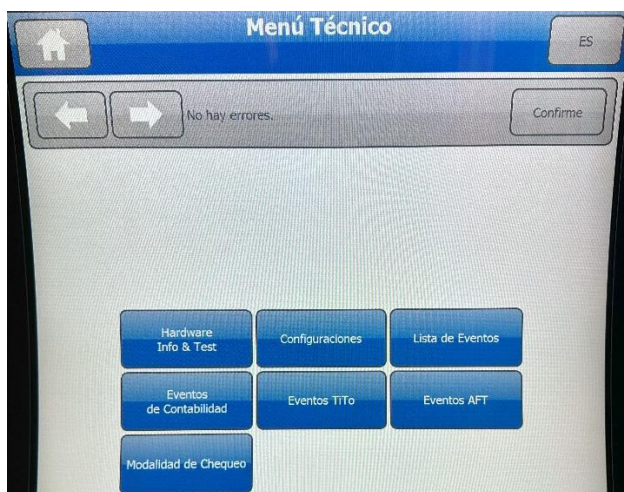 Menú Técnico
ES
No hay errores.
Confirme
Hardware
Info & Test
Configuraciones
Lista de Eventos
Eventos
de Contabilidad
Eventos TiTo
Eventos AFT
Modalidad de Chequeo